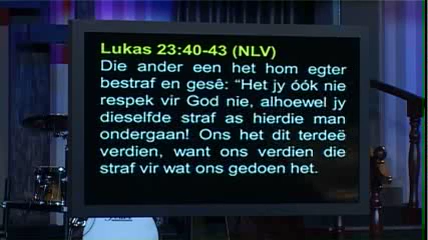 Lukas 23:40-43 (NLV)
Die ander een het hom egter
bestraf en gesê: “Het jy óók nie
respek vir God nie, alhoewel jy
dieselfde straf as hierdie man
ondergaan! Ons het dit terdeë
verdien, want ons verdien die
straf vir wat ons gedoen het.